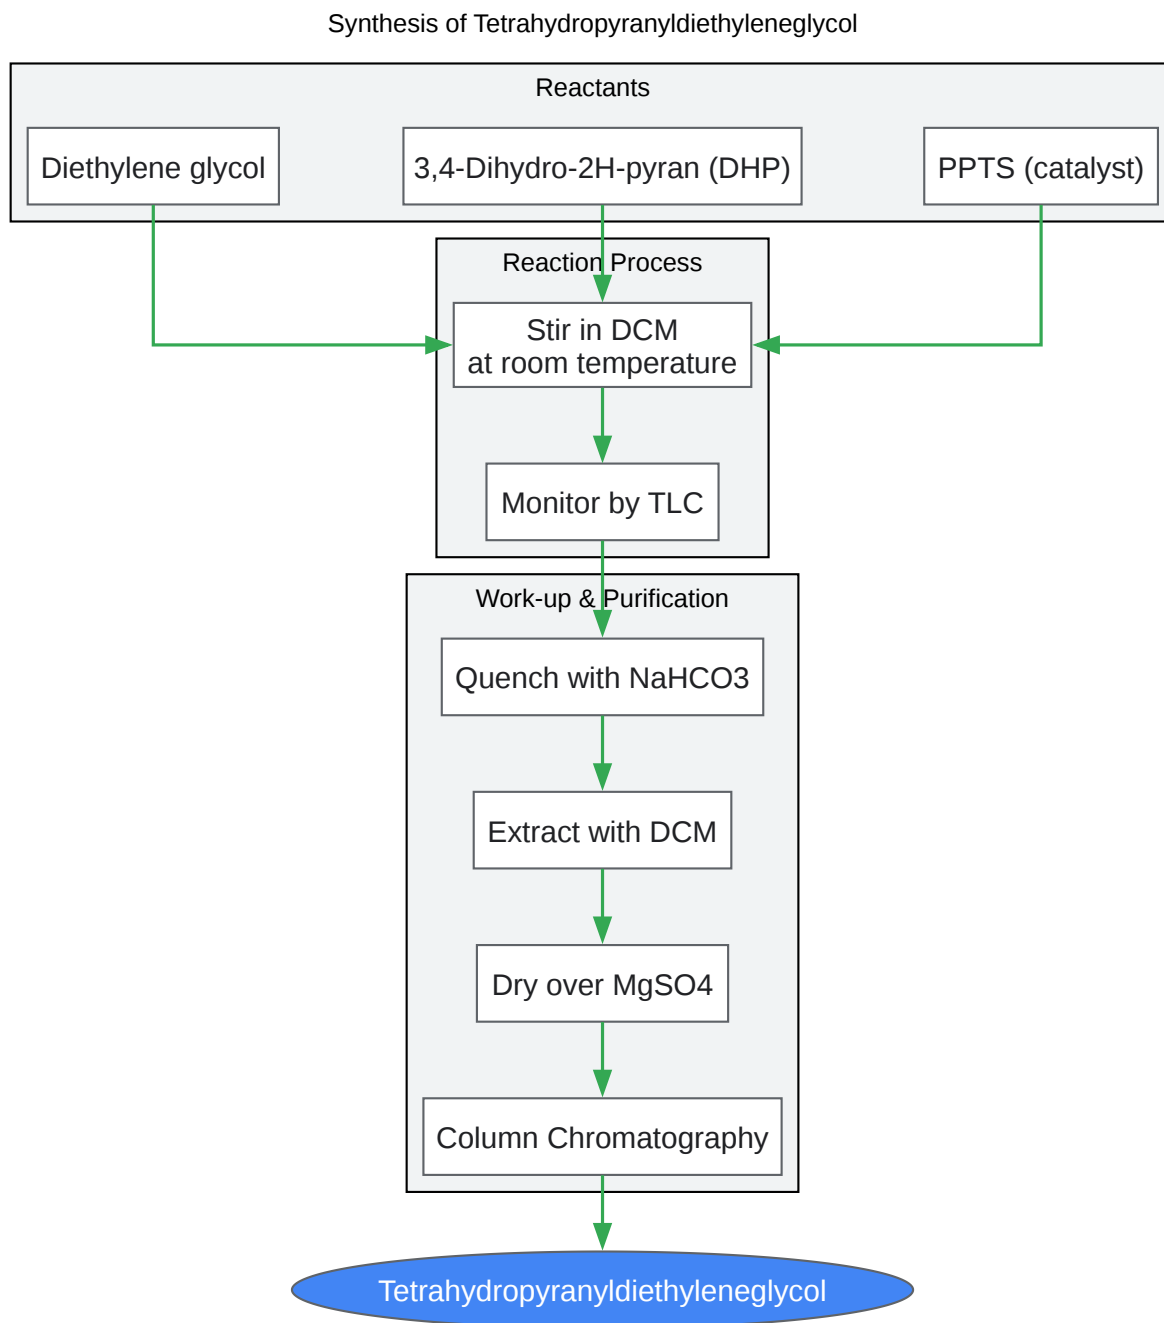 Synthesis of Tetrahydropyranyldiethyleneglycol
Reactants
Diethylene glycol
3,4-Dihydro-2H-pyran (DHP)
PPTS (catalyst)
Reaction Process
Stir in DCM
at room temperature
Monitor by TLC
Work-up & Purification
Quench with NaHCO3
Extract with DCM
Dry over MgSO4
Column Chromatography
Tetrahydropyranyldiethyleneglycol